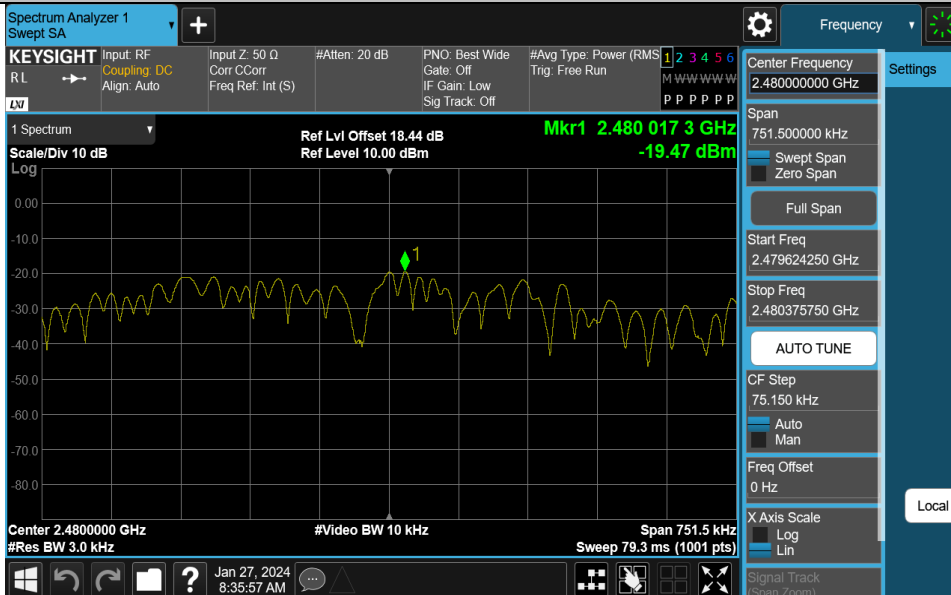 Spectrum Analyzer 1
Swept SA
+
Frequency
KEYSIGHT
RL
LXI
Input: RF
Coupling: DC
Align: Auto
Input Z: 50 Ω
Corr CCorr
Freq Ref: Int (S)
#Atten: 20 dB
PNO: Best Wide
Gate: Off
IF Gain: Low
Sig Track: Off
#Avg Type: Power (RMS
Trig: Free Run
1 2 3 4 5 6
M W W W W W
P P P P P P
1 Spectrum
Scale/Div 10 dB
Log
Ref Lvl Offset 18.44 dB
Ref Level 10.00 dBm
Mkr1 2.480 017 3 GHz
-19.47 dBm
1
0.00
-10.0
-20.0
-30.0
-40.0
-50.0
-60.0
-70.0
-80.0
Center 2.4800000 GHz
#Res BW 3.0 kHz
#Video BW 10 kHz
Span 751.5 kHz
Sweep 79.3 ms (1001 pts)
Center Frequency
2.480000000 GHz
Settings
Span
751.500000 kHz
Swept Span
Zero Span
Full Span
Start Freq
2.479624250 GHz
Stop Freq
2.480375750 GHz
AUTO TUNE
CF Step
75.150 kHz
Auto
Man
Freq Offset
0 Hz
Local
X Axis Scale
Log
Lin
Signal Track
(Span Zoom)
?
Jan 27, 2024
8:35:57 AM